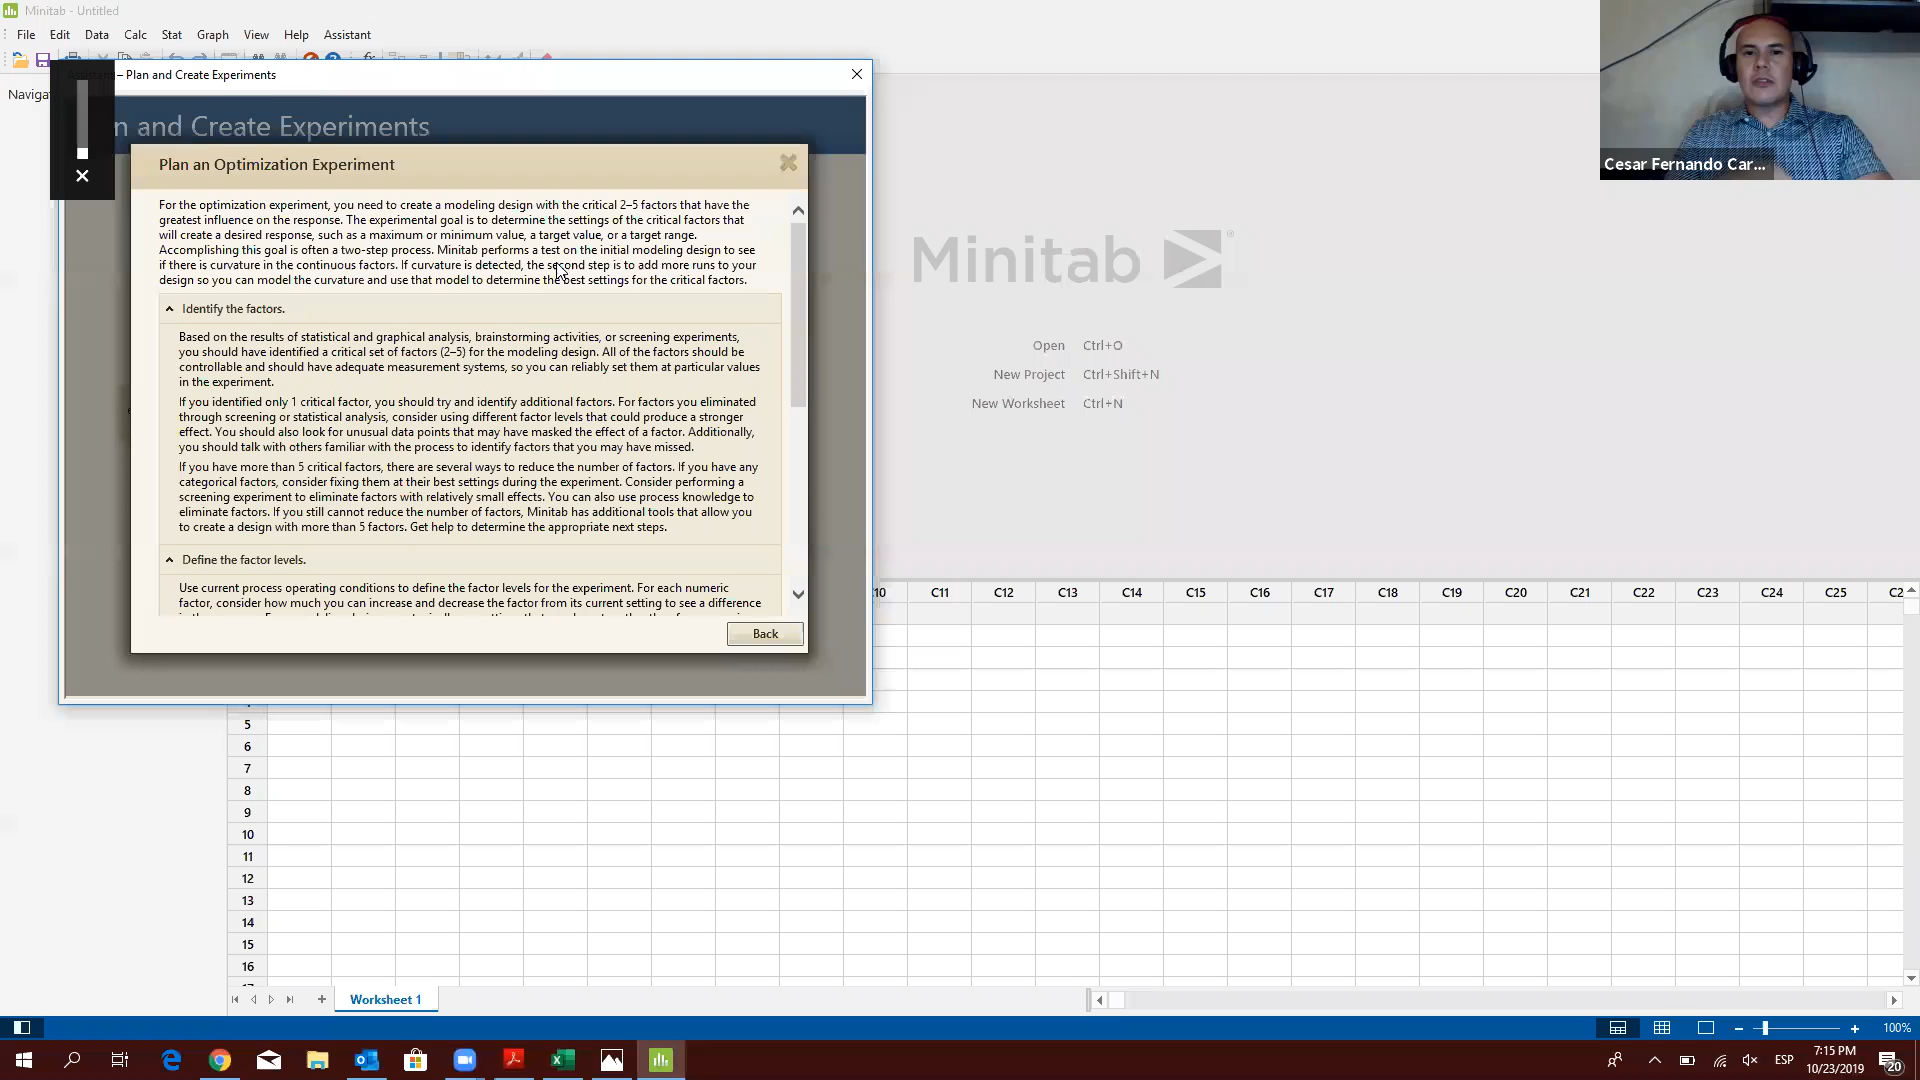 Minitab - Untitled
File Edit Data Calc Stat Graph View Help Assistant
– Plan and Create Experiments
Navigat
n and Create Experiments
Plan an Optimization Experiment
For the optimization experiment, you need to create a modeling design with the critical 2–5 factors that have the
greatest influence on the response. The experimental goal is to determine the settings of the critical factors that
will create a desired response, such as a maximum or minimum value, a target value, or a target range.
Accomplishing this goal is often a two-step process. Minitab performs a test on the initial modeling design to see
if there is curvature in the continuous factors. If curvature is detected, the second step is to add more runs to your
design so you can model the curvature and use that model to determine the best settings for the critical factors.
Identify the factors.
Based on the results of statistical and graphical analysis, brainstorming activities, or screening experiments,
you should have identified a critical set of factors (2–5) for the modeling design. All of the factors should be
controllable and should have adequate measurement systems, so you can reliably set them at particular values
in the experiment.
If you identified only 1 critical factor, you should try and identify additional factors. For factors you eliminated
through screening or statistical analysis, consider using different factor levels that could produce a stronger
effect. You should also look for unusual data points that may have masked the effect of a factor. Additionally,
you should talk with others familiar with the process to identify factors that you may have missed.
If you have more than 5 critical factors, there are several ways to reduce the number of factors. If you have any
categorical factors, consider fixing them at their best settings during the experiment. Consider performing a
screening experiment to eliminate factors with relatively small effects. You can also use process knowledge to
eliminate factors. If you still cannot reduce the number of factors, Minitab has additional tools that allow you
to create a design with more than 5 factors. Get help to determine the appropriate next steps.
Define the factor levels.
Use current process operating conditions to define the factor levels for the experiment. For each numeric
factor, consider how much you can increase and decrease the factor from its current setting to see a difference
Back
Minitab®
Open Ctrl+O
New Project Ctrl+Shift+N
New Worksheet Ctrl+N
Cesar Fernando Car...
C11 C12 C13 C14 C15 C16 C17 C18 C19 C20 C21 C22 C23 C24 C25 C2
5
6
7
8
9
10
11
12
13
14
15
16
Worksheet 1
100%
ESP
7:15 PM
10/23/2019
20